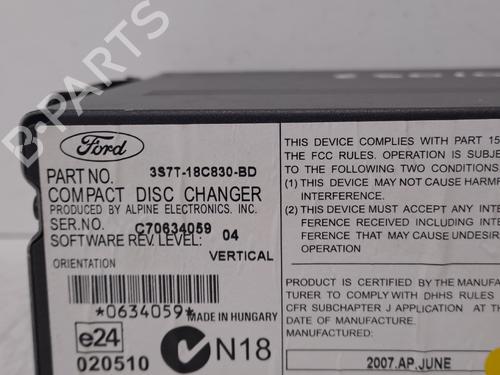 B-PARTS
Ford
PART NO. 3S7T-18C830-BD
COMPACT DISC CHANGER
PRODUCED BY ALPINE ELECTRONICS. INC.
SER.NO. C70634059
SOFTWARE REV. LEVEL: 04
ORIENTATION VERTICAL
*0634059*
MADE IN HUNGARY
e24
020510
N18
THIS DEVICE COMPLIES WITH PART 15
THE FCC RULES. OPERATION IS SUBJE
THE FOLLOWING TWO CONDITIONS:
(1) THIS DEVICE MAY NOT CAUSE HARM
INTERFERENCE.
(2) THIS DEVICE MUST ACCEPT ANY INTE
FERENCE RECEIVED INCLUDING INTE
FERENCE THAT MAY CAUSE UNDESIR
OPERATION
THIS PRODUCT IS CERTIFIED BY THE MANUFA
TURER TO COMPLY WITH DHHS RULES
CFR SUBCHAPTER J APPLICATION AT THE
DATE OF MANUFACTURE.
MANUFACTURED:
2007.AP.JUNE